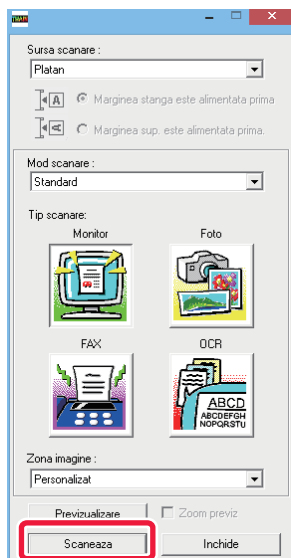 TWAIN
Sursa scanare :
Platan
A Marginea stanga este alimentata prima
A Marginea sup. este alimentata prima.
Mod scanare :
Standard
Tip scanare:
Monitor Foto
FAX OCR
ABCD
ABCDEFGH
NOPQRSTU
Zona imagine :
Personalizat
Previzualizare Zoom previz
Scaneaza Inchide